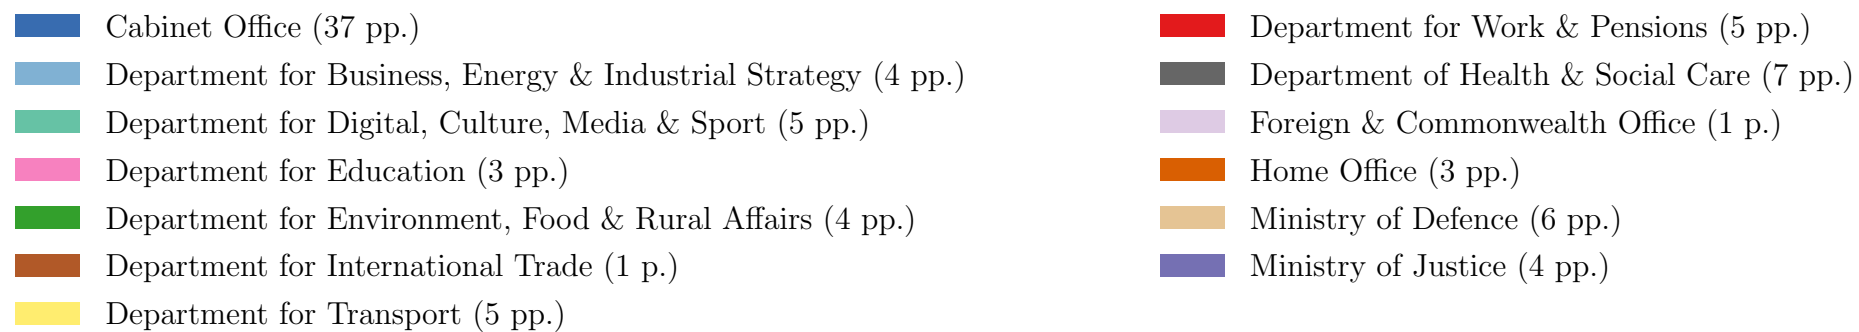 Cabinet Office (37 pp.)
Department for Business, Energy & Industrial Strategy (4 pp.)
Department for Digital, Culture, Media & Sport (5 pp.)
Department for Education (3 pp.)
Department for Environment, Food & Rural Affairs (4 pp.)
Department for International Trade (1 p.)
Department for Transport (5 pp.)
Department for Work & Pensions (5 pp.)
Department of Health & Social Care (7 pp.)
Foreign & Commonwealth Office (1 p.)
Home Office (3 pp.)
Ministry of Defence (6 pp.)
Ministry of Justice (4 pp.)